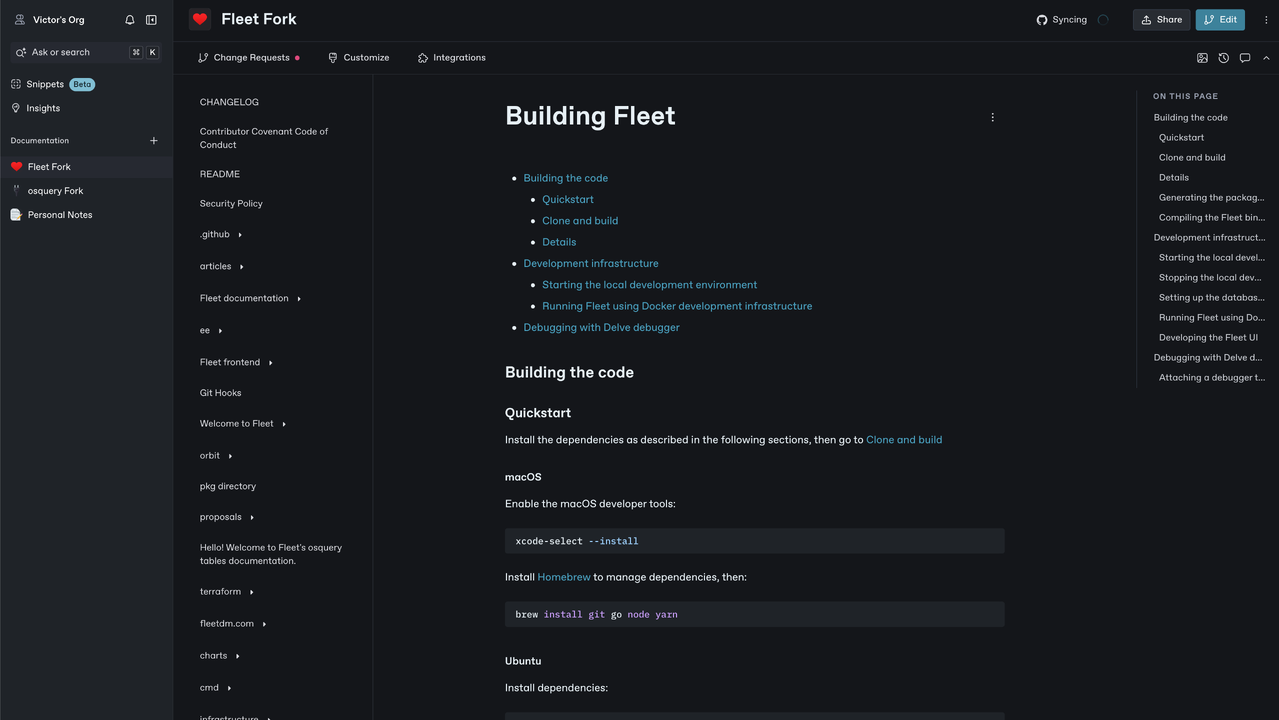 Victor's Org
Ask or search
⌘ K
Snippets Beta
Insights
Documentation
Fleet Fork
osquery Fork
Personal Notes
Fleet Fork
Syncing
Share
Edit
Change Requests
Customize
Integrations
CHANGELOG
Contributor Covenant Code of
Conduct
README
Security Policy
.github
articles
Fleet documentation
ee
Fleet frontend
Git Hooks
Welcome to Fleet
orbit
pkg directory
proposals
Hello! Welcome to Fleet's osquery
tables documentation.
terraform
fleetdm.com
charts
cmd
infrastructure
Building Fleet
Building the code
Quickstart
Clone and build
Details
Development infrastructure
Starting the local development environment
Running Fleet using Docker development infrastructure
Debugging with Delve debugger
Building the code
Quickstart
Install the dependencies as described in the following sections, then go to Clone and build
macOS
Enable the macOS developer tools:
xcode-select --install
Install Homebrew to manage dependencies, then:
brew install git go node yarn
Ubuntu
Install dependencies:
ON THIS PAGE
Building the code
Quickstart
Clone and build
Details
Generating the packag...
Compiling the Fleet bin...
Development infrastruct...
Starting the local devel...
Stopping the local dev...
Setting up the databas...
Running Fleet using Do...
Developing the Fleet UI
Debugging with Delve d...
Attaching a debugger t...